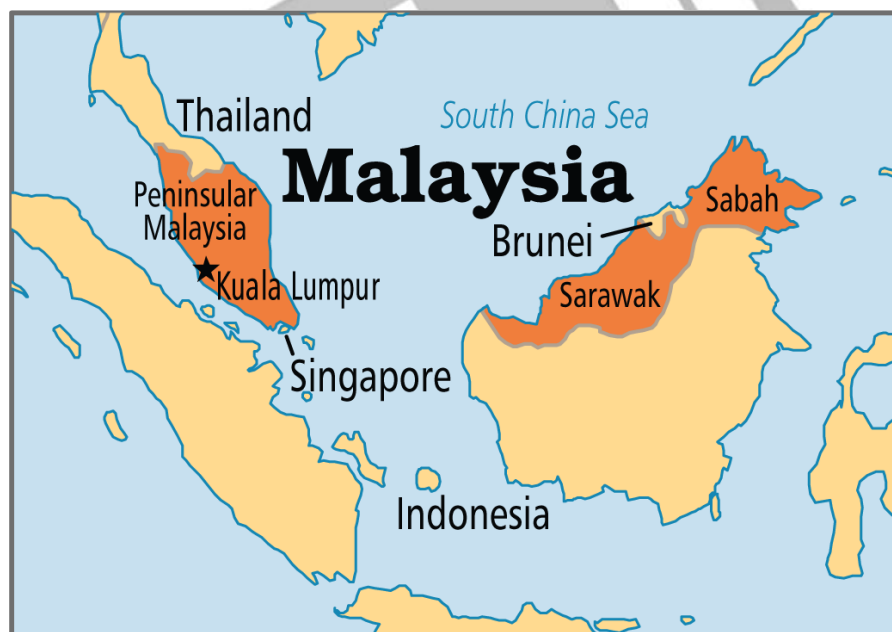 Thailand
South China Sea
Malaysia
Peninsular
Malaysia
Sabah
Brunei
Kuala Lumpur
Sarawak
Singapore
Indonesia